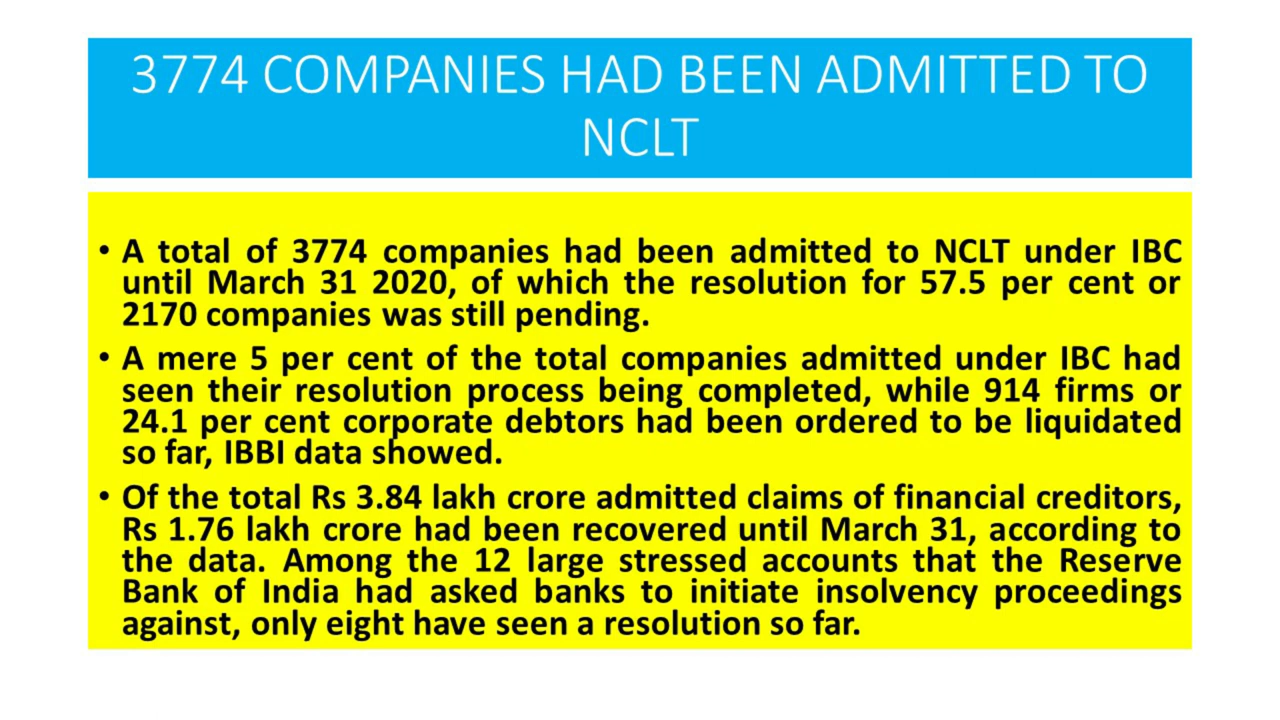 3774 COMPANIES HAD BEEN ADMITTED TO
NCLT
• A total of 3774 companies had been admitted to NCLT under IBC
until March 31 2020, of which the resolution for 57.5 per cent or
2170 companies was still pending.
• A mere 5 per cent of the total companies admitted under IBC had
seen their resolution process being completed, while 914 firms or
24.1 per cent corporate debtors had been ordered to be liquidated
so far, IBBI data showed.
• Of the total Rs 3.84 lakh crore admitted claims of financial creditors,
Rs 1.76 lakh crore had been recovered until March 31, according to
the data. Among the 12 large stressed accounts that the Reserve
Bank of India had asked banks to initiate insolvency proceedings
against, only eight have seen a resolution so far.